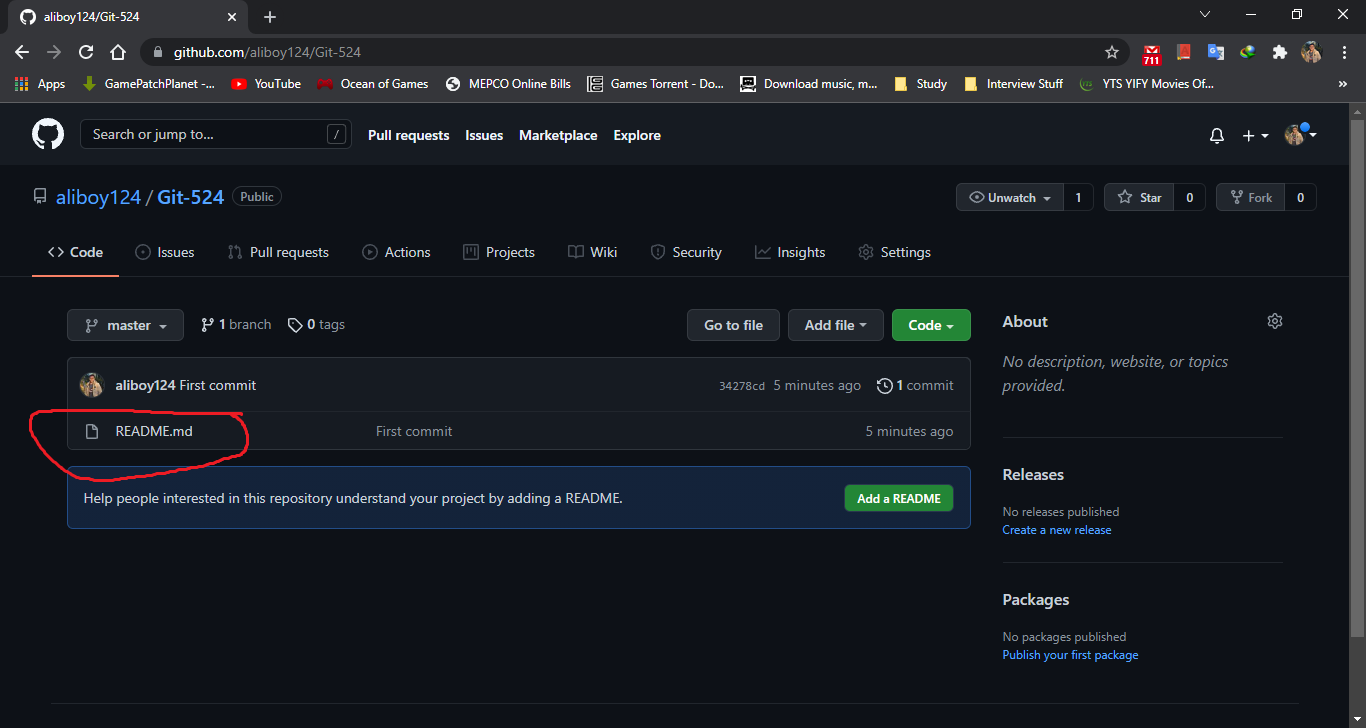 aliboy124/Git-524
github.com/aliboy124/Git-524
711
Apps
GamePatchPlanet -...
YouTube
Ocean of Games
MEPCO Online Bills
Games Torrent - Do...
Download music, m...
Study
Interview Stuff
YTS YIFY Movies Of...
»
Search or jump to...
/
Pull requests
Issues
Marketplace
Explore
aliboy124 / Git-524
Public
Unwatch 1
Star 0
Fork 0
Code
Issues
Pull requests
Actions
Projects
Wiki
Security
Insights
Settings
master
1 branch
0 tags
Go to file
Add file
Code
aliboy124 First commit
34278cd 5 minutes ago
1 commit
README.md
First commit
5 minutes ago
Help people interested in this repository understand your project by adding a README.
Add a README
About
No description, website, or topics
provided.
Releases
No releases published
Create a new release
Packages
No packages published
Publish your first package